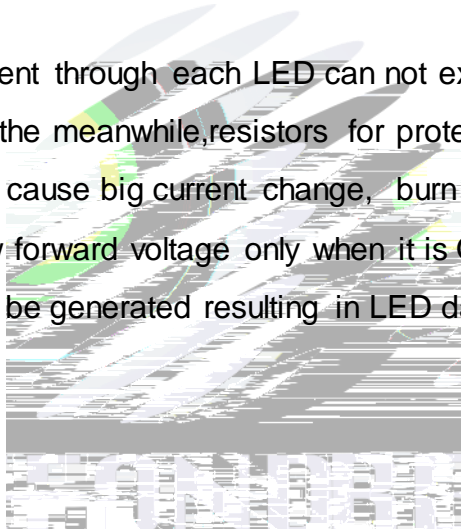 ent through each LED can not ex
the meanwhile,resistors for prote
cause big current change, burn
forward voltage only when it is
be generated resulting in LED da